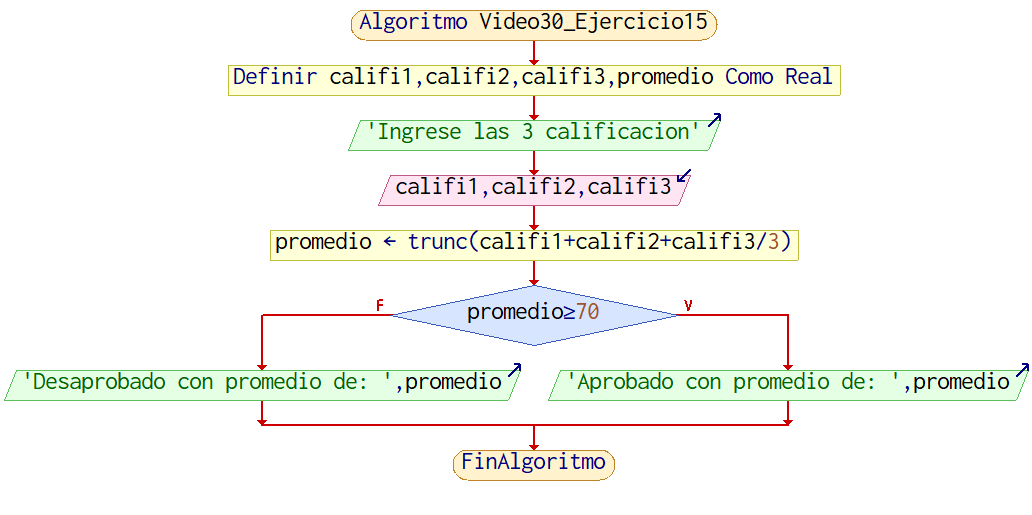 Algoritmo Video30_Ejercicio15
Definir califi1,califi2,califi3,promedio Como Real
'Ingrese las 3 calificacion'
califi1,califi2,califi3
promedio ← trunc(califi1+califi2+califi3/3)
promedio≥70
F
V
'Desaprobado con promedio de: ',promedio
'Aprobado con promedio de: ',promedio
FinAlgoritmo